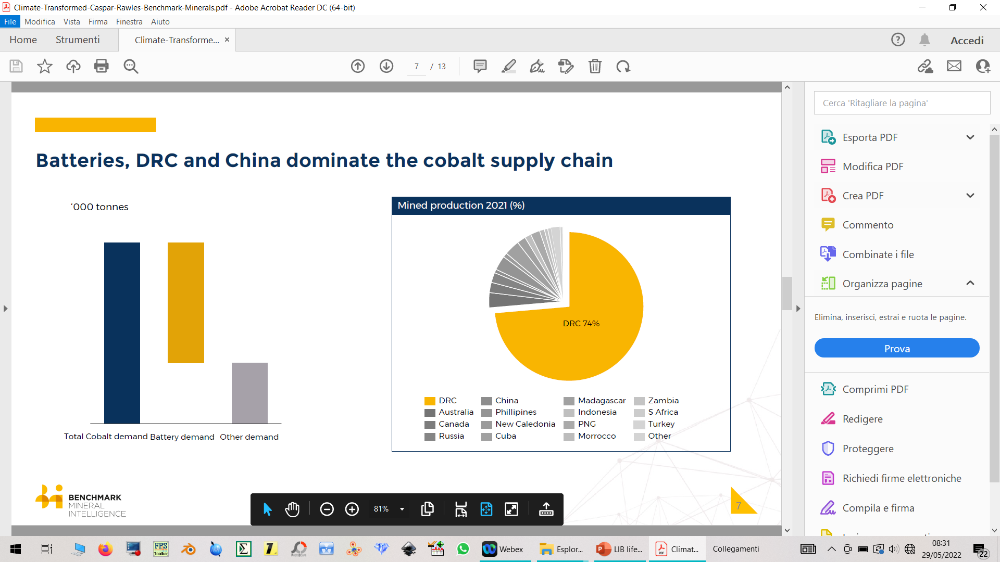 Climate-Transformed-Caspar-Rawles-Benchmark-Minerals.pdf - Adobe Acrobat Reader DC (64-bit)
File Modifica Vista Firma Finestra Aiuto
Home Strumenti Climate-Transforme... × Accedi
7 / 13
Cerca 'Ritagliare la pagina'
Esporta PDF
Modifica PDF
Crea PDF
Commento
Combinate i file
Organizza pagine
Elimina, inserisci, estrai e ruota le pagine.
Prova
Comprimi PDF
Redigere
Proteggere
Richiedi firme elettroniche
Compila e firma
Batteries, DRC and China dominate the cobalt supply chain
‘000 tonnes
Total Cobalt demand Battery demand Other demand
Mined production 2021 (%)
DRC 74%
DRC China Madagascar Zambia
Australia Phillipines Indonesia S Africa
Canada New Caledonia PNG Turkey
Russia Cuba Morrocco Other
BENCHMARK
MINERAL
INTELLIGENCE
81%
7
FPS
Toolbar
Webex Esplor... LIB life... Climat... Collegamenti
08:31
29/05/2022
22